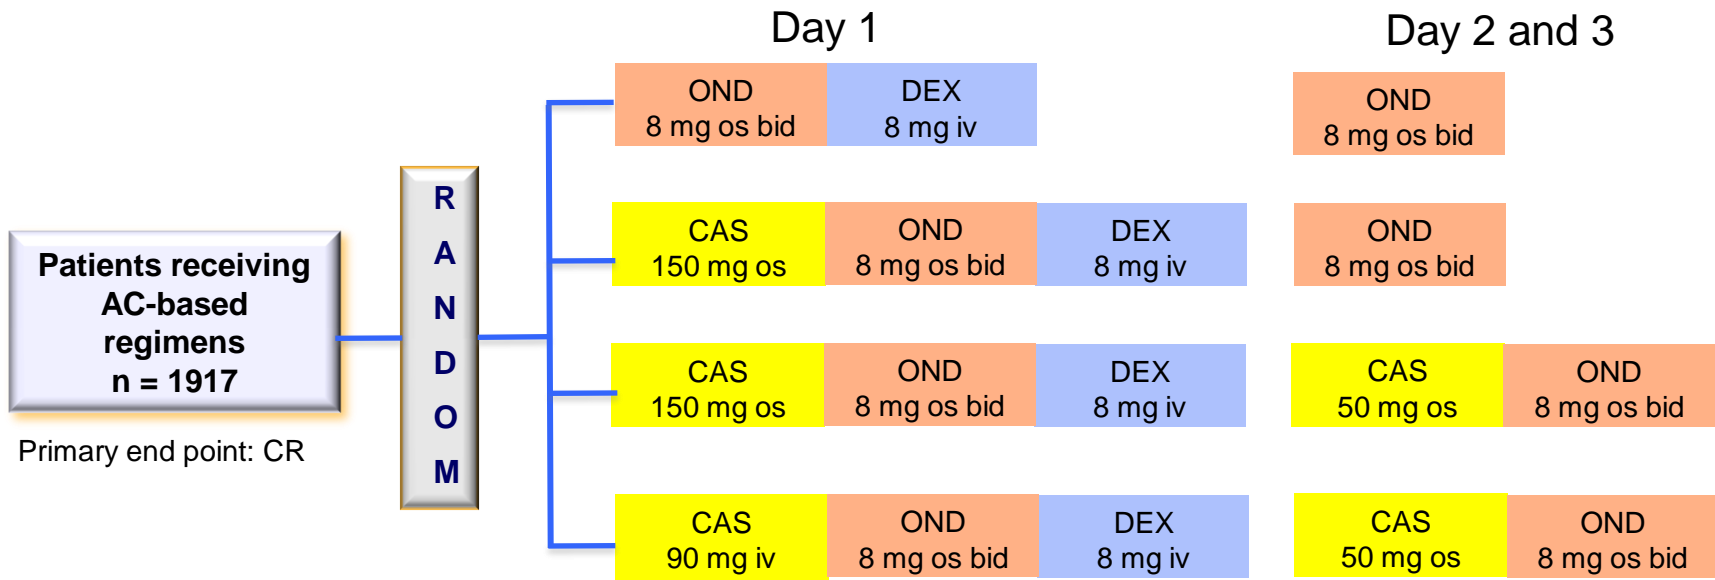 Day 1
Day 2 and 3
Patients receiving
AC-based
regimens
n = 1917
Primary end point: CR
R
A
N
D
O
M
OND
8 mg os bid
DEX
8 mg iv
OND
8 mg os bid
CAS
150 mg os
OND
8 mg os bid
DEX
8 mg iv
OND
8 mg os bid
CAS
150 mg os
OND
8 mg os bid
DEX
8 mg iv
CAS
50 mg os
OND
8 mg os bid
CAS
90 mg iv
OND
8 mg os bid
DEX
8 mg iv
CAS
50 mg os
OND
8 mg os bid